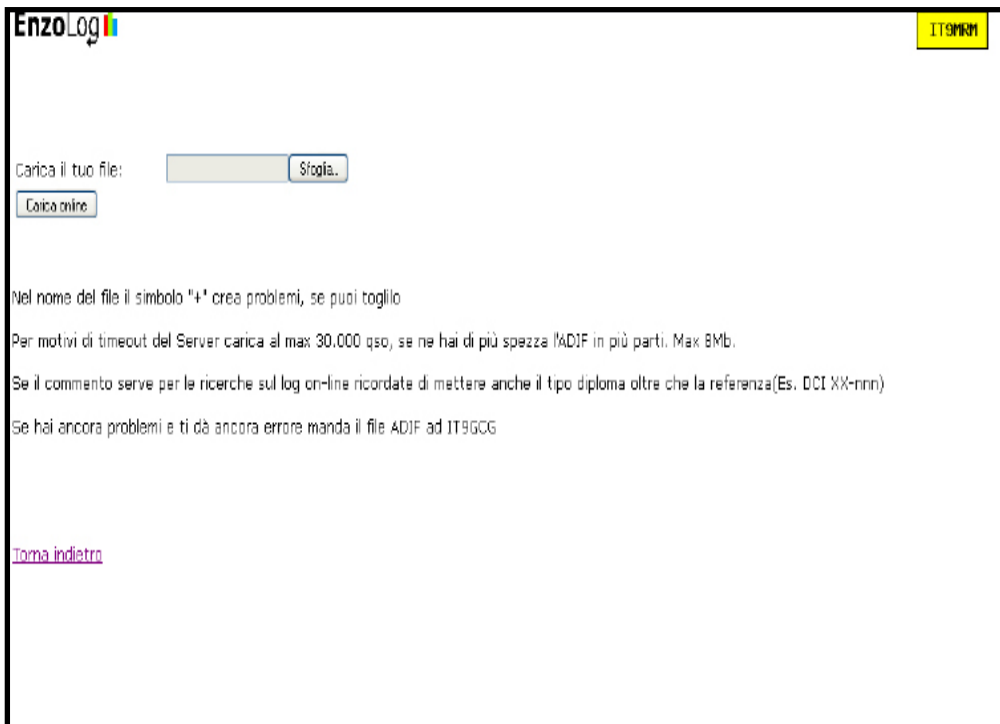 EnzoLog
IT9MRM
Carica il tuo file:
Sfoglia..
Carica online
Nel nome del file il simbolo "+" crea problemi, se puoi toglilo
Per motivi di timeout del Server carica al max 30.000 qso, se ne hai di più spezza l'ADIF in più parti. Max 8Mb.
Se il commento serve per le ricerche sul log on-line ricordate di mettere anche il tipo diploma oltre che la referenza(Es. DCI XX-nnn)
Se hai ancora problemi e ti dà ancora errore manda il file ADIF ad IT9GCG
Torna indietro